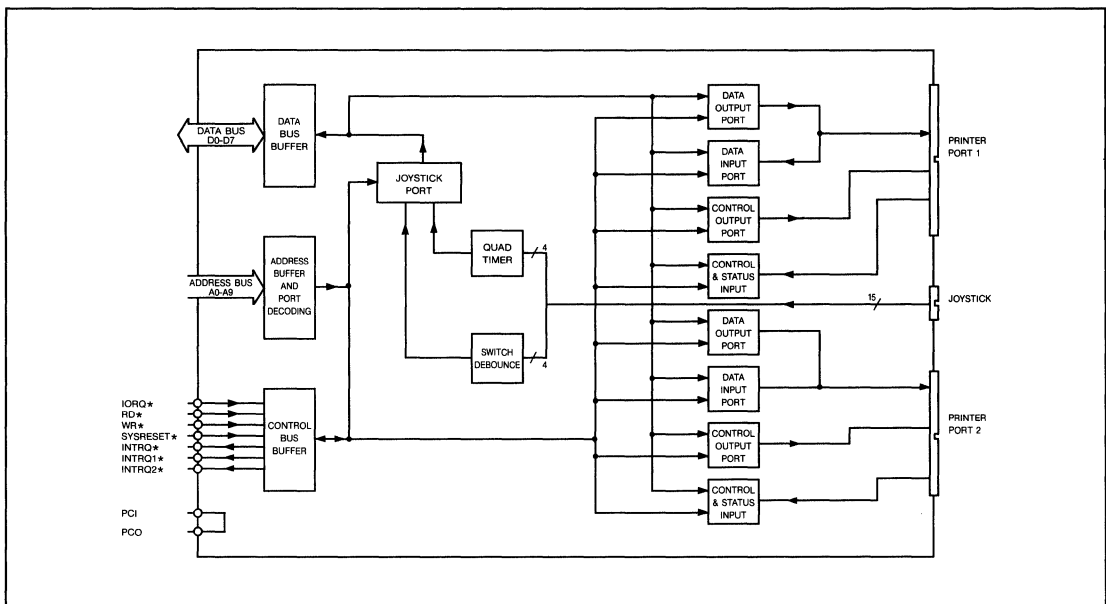 DATA BUS
D0-D7
DATA
BUS
BUFFER
JOYSTICK
PORT
ADDRESS BUS
A0-A9
ADDRESS
BUFFER
AND
PORT
DECODING
QUAD
TIMER
4
SWITCH
DEBOUNCE
4
IORQ*
RD*
WR*
SYSRESET*
INTRQ*
INTRQ1*
INTRQ2*
CONTROL
BUS
BUFFER
PCI
PCO
DATA
OUTPUT
PORT
DATA
INPUT
PORT
CONTROL
OUTPUT
PORT
CONTROL
& STATUS
INPUT
PRINTER
PORT 1
15
JOYSTICK
DATA
OUTPUT
PORT
DATA
INPUT
PORT
CONTROL
OUTPUT
PORT
CONTROL
& STATUS
INPUT
PRINTER
PORT 2